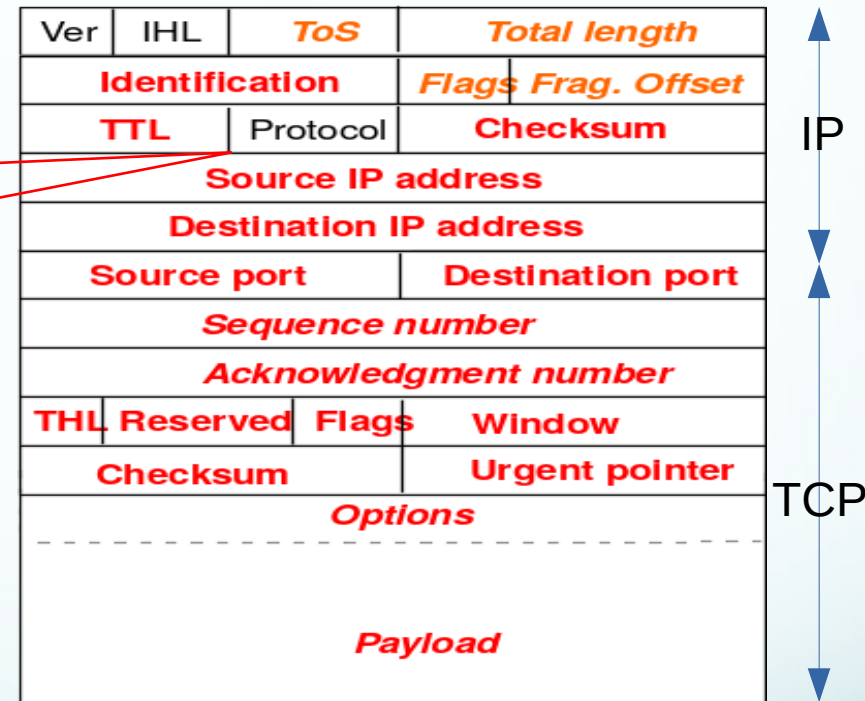 Ver IHL ToS Total length
Identification Flags Frag. Offset
TTL Protocol Checksum
IP
Source IP address
Destination IP address
Source port Destination port
Sequence number
Acknowledgment number
THL Reserved Flags Window
Checksum Urgent pointer
TCP
Options
Payload